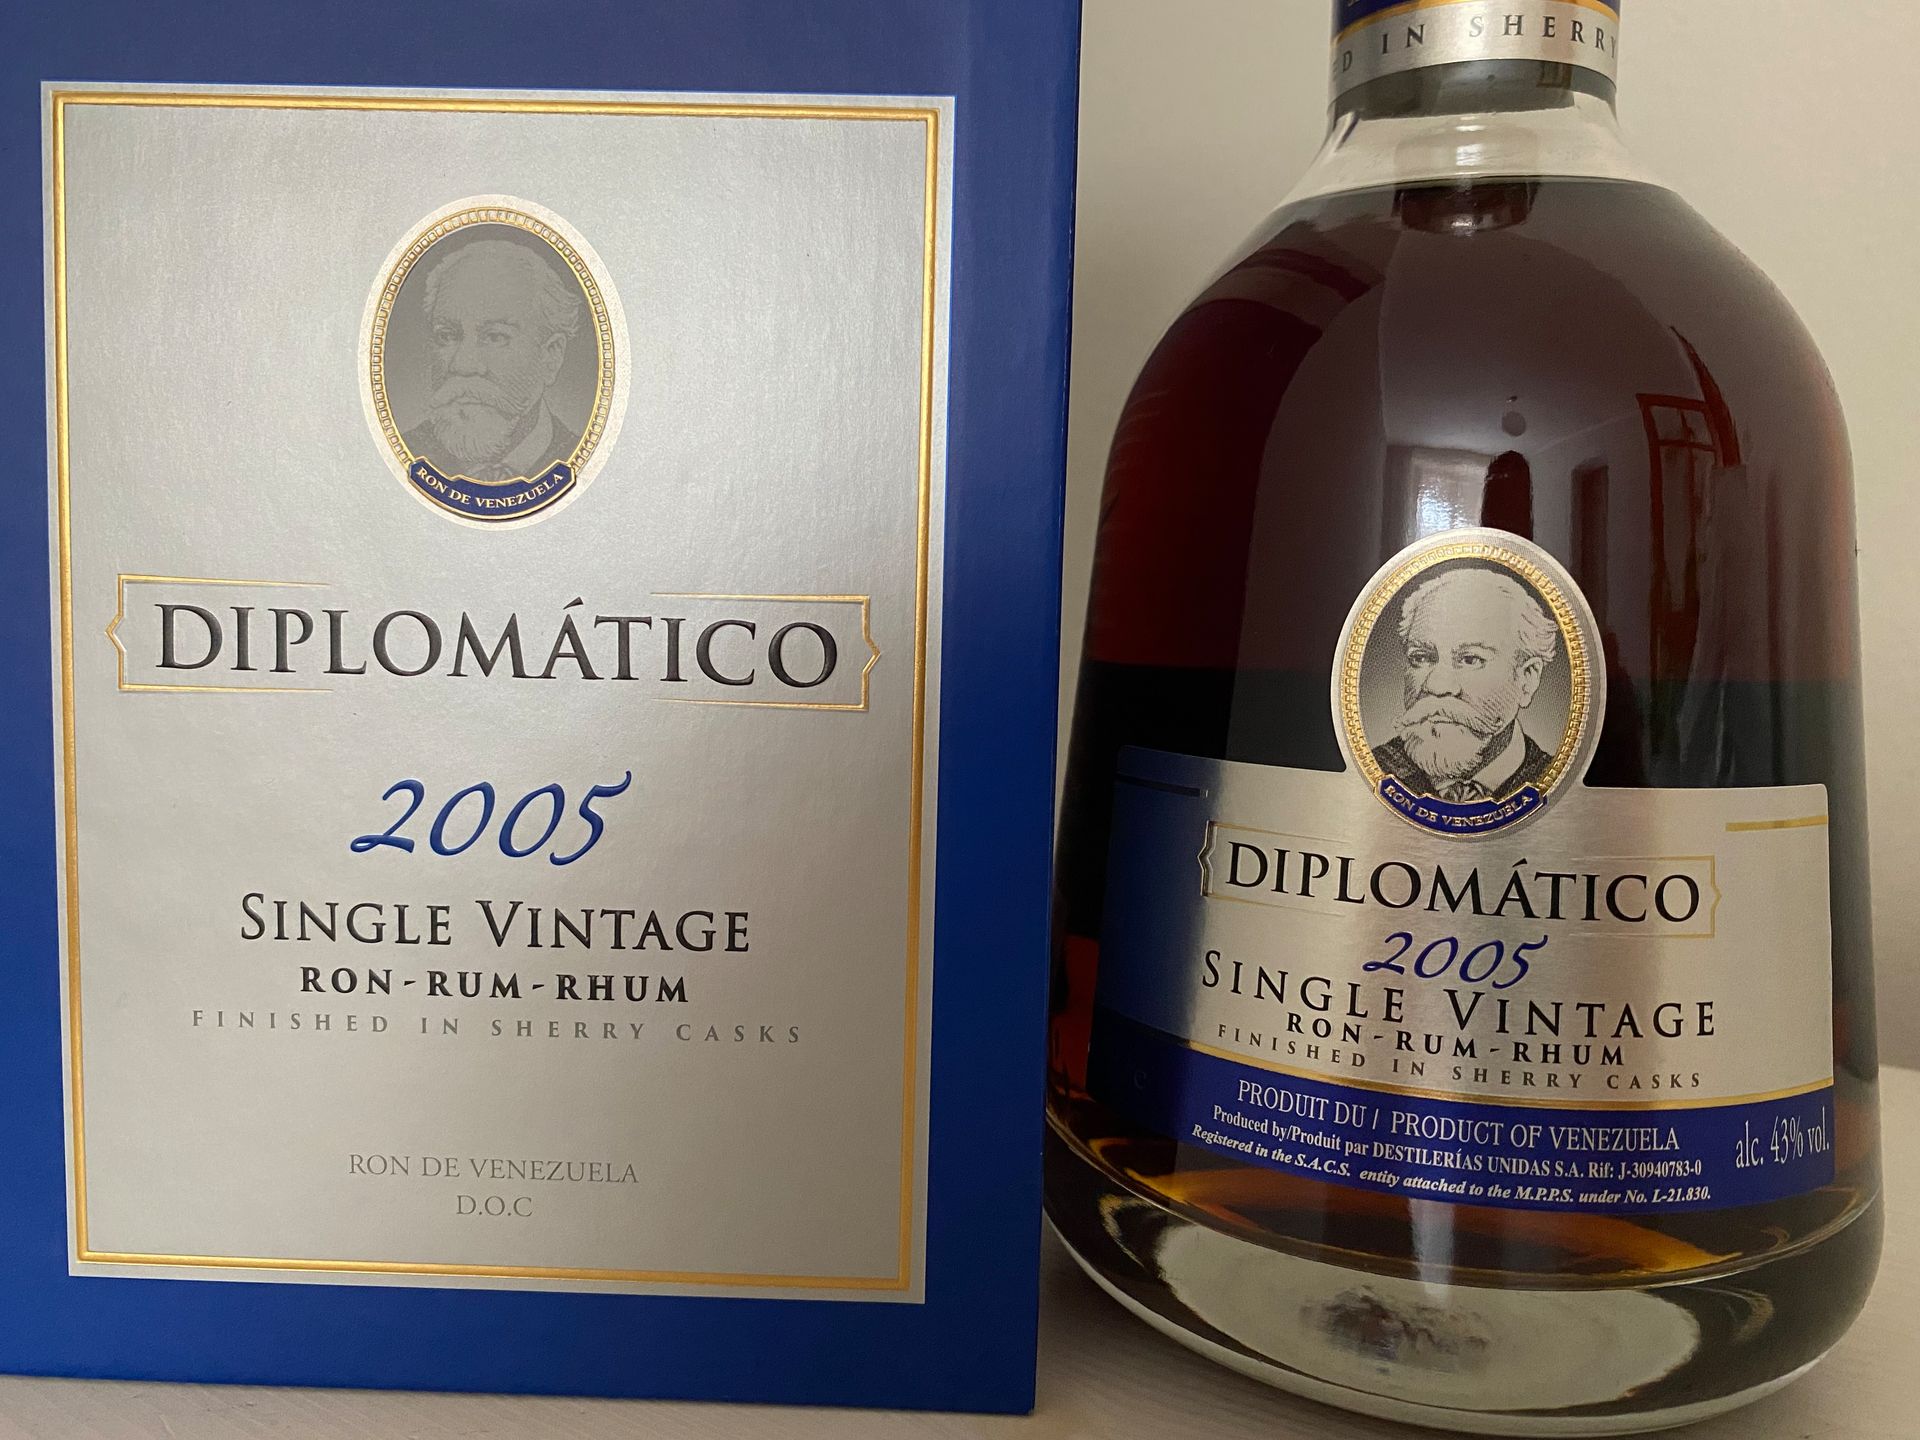 RON DE VENEZUELA
DIPLOMÁTICO
2005
SINGLE VINTAGE
RON-RUM-RHUM
FINISHED IN SHERRY CASKS
RON DE VENEZUELA
D.O.C
IN SHERRY
RON DE VENEZUELA
DIPLOMÁTICO
2005
SINGLE VINTAGE
RON-RUM-RHUM
FINISHED IN SHERRY CASKS
PRODUIT DU / PRODUCT OF VENEZUELA
Produced by/Produit par DESTILERÍAS UNIDAS S.A. Rif: J-30940783-0
Registered in the S.A.C.S. entity attached to the M.P.P.S. under No. L-21.830.
alc. 43% vol.